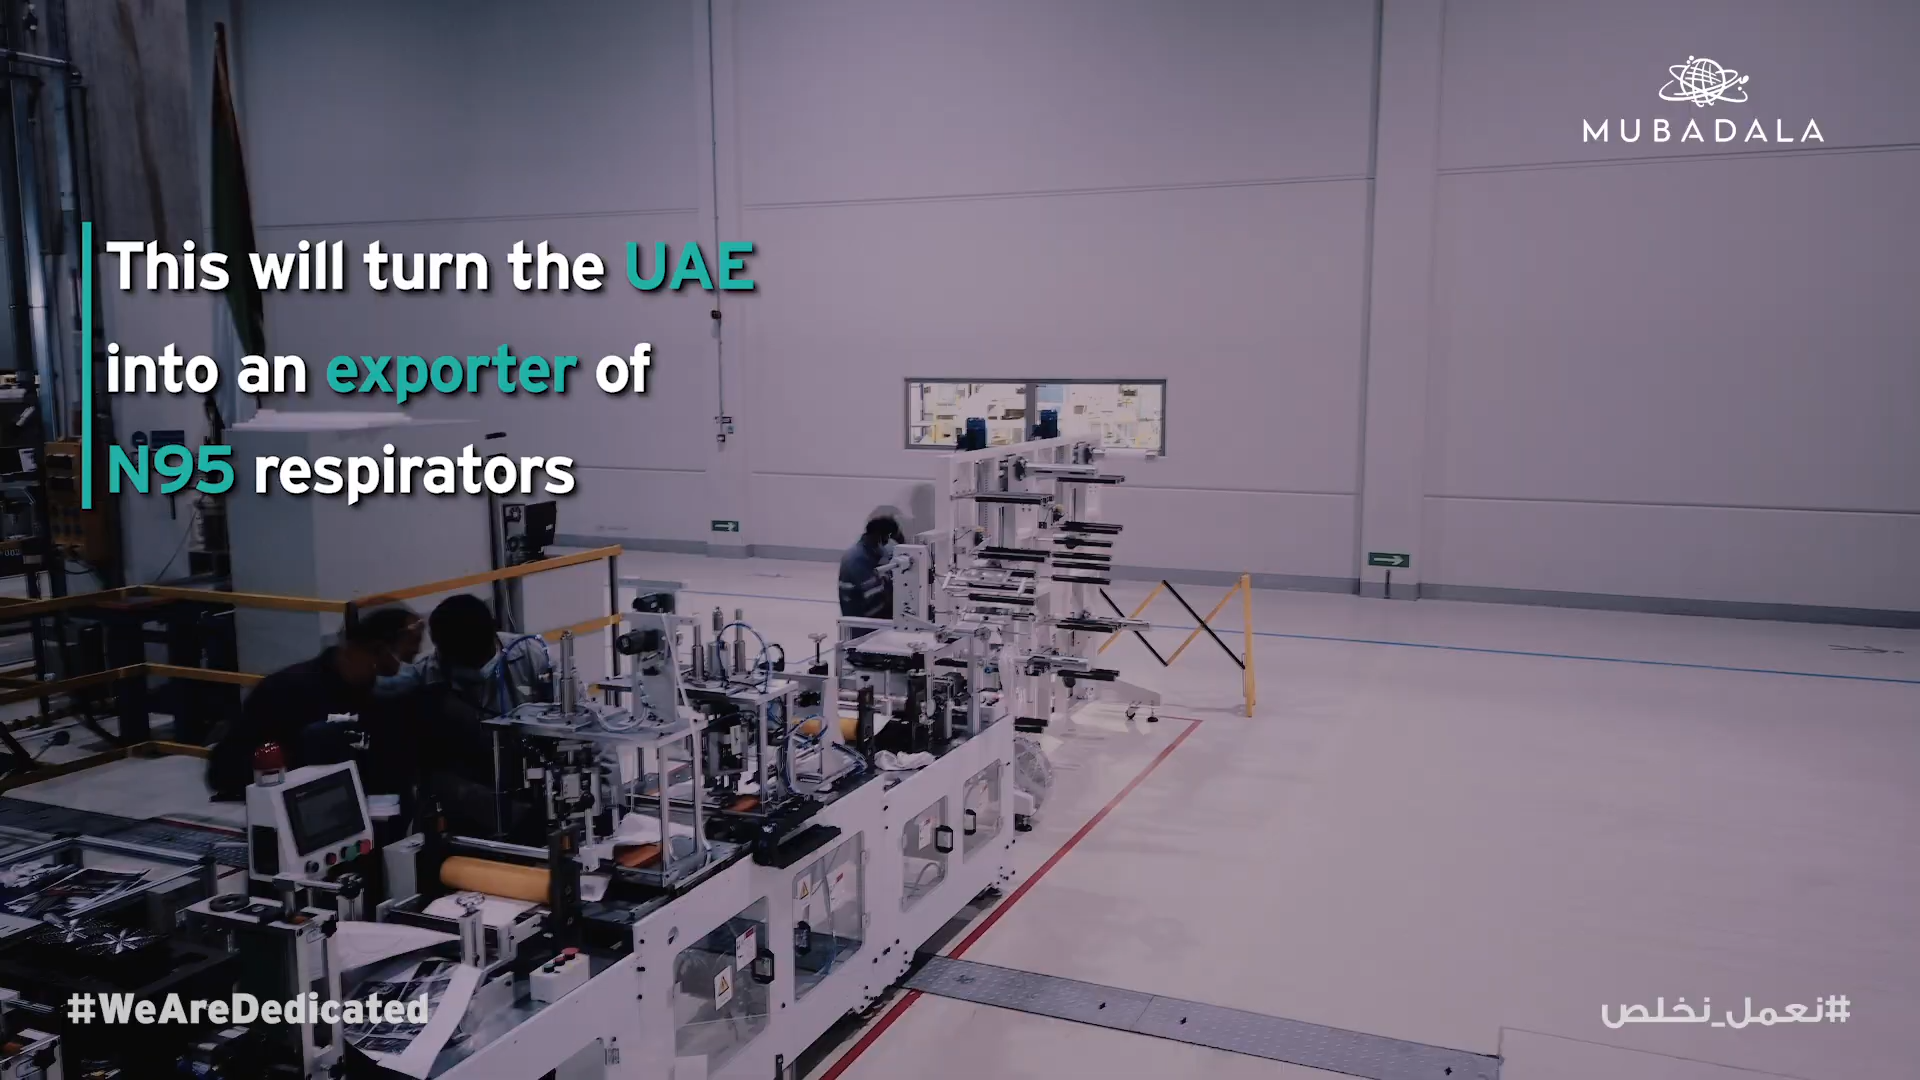 MUBADALA
This will turn the UAE
into an exporter of
N95 respirators
#WeAreDedicated
#نعمل_نخلص